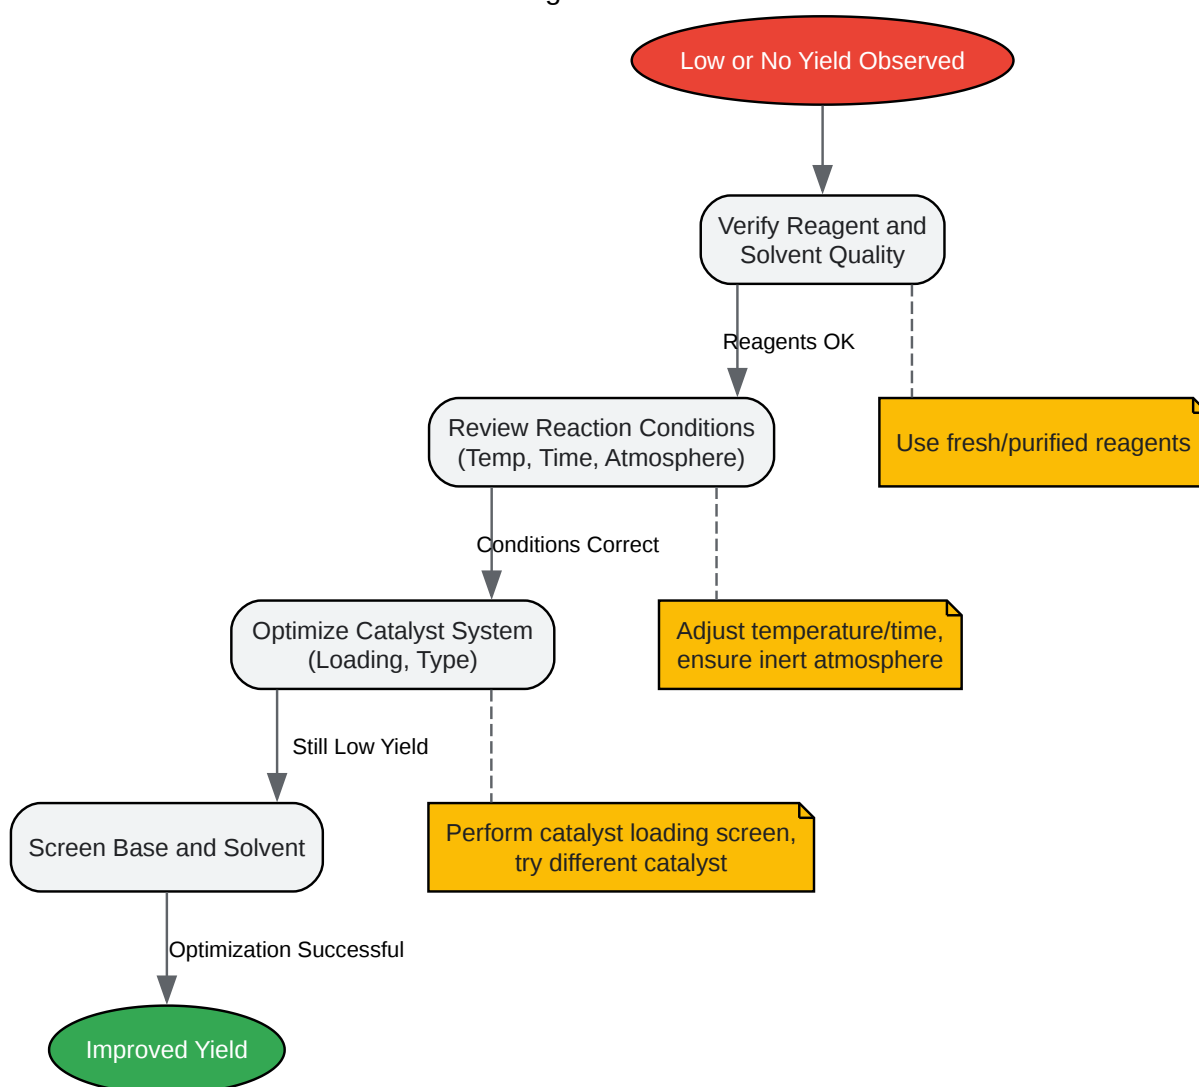 Low or No Yield Observed
Verify Reagent and
Solvent Quality
Reagents OK
Review Reaction Conditions
(Temp, Time, Atmosphere)
Use fresh/purified reagents
Conditions Correct
Optimize Catalyst System
(Loading, Type)
Adjust temperature/time,
ensure inert atmosphere
Still Low Yield
Screen Base and Solvent
Perform catalyst loading screen,
try different catalyst
Optimization Successful
Improved Yield